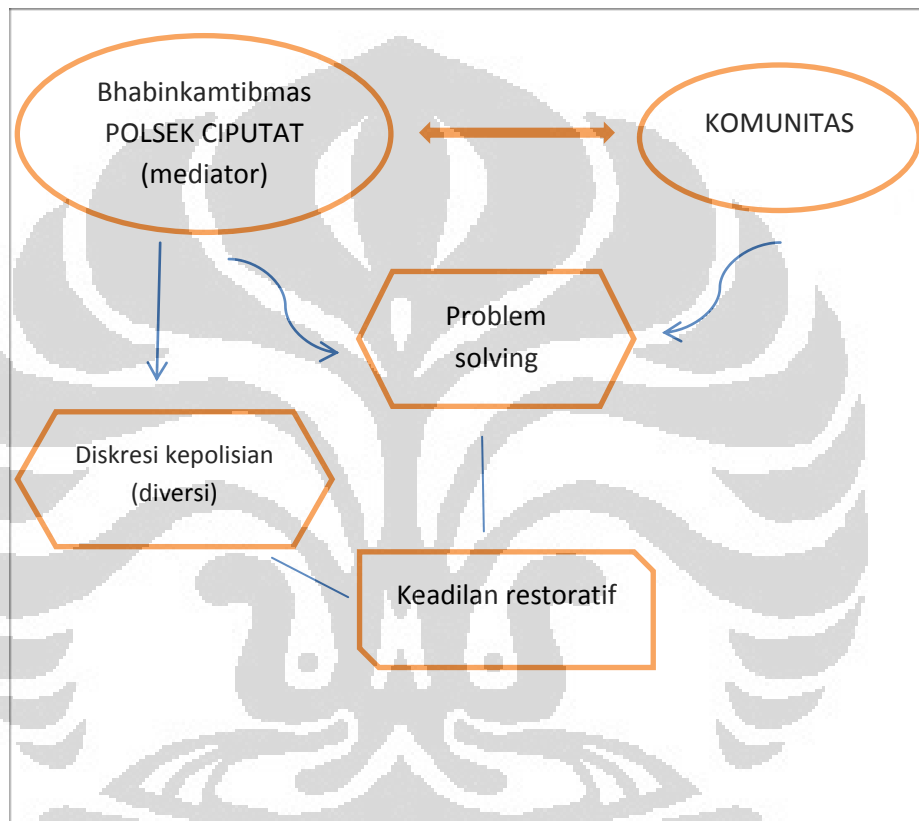 Bhabinkamtibmas
POLSEK CIPUTAT
(mediator)
KOMUNITAS
Problem
solving
Diskresi kepolisian
(diversi)
Keadilan restoratif